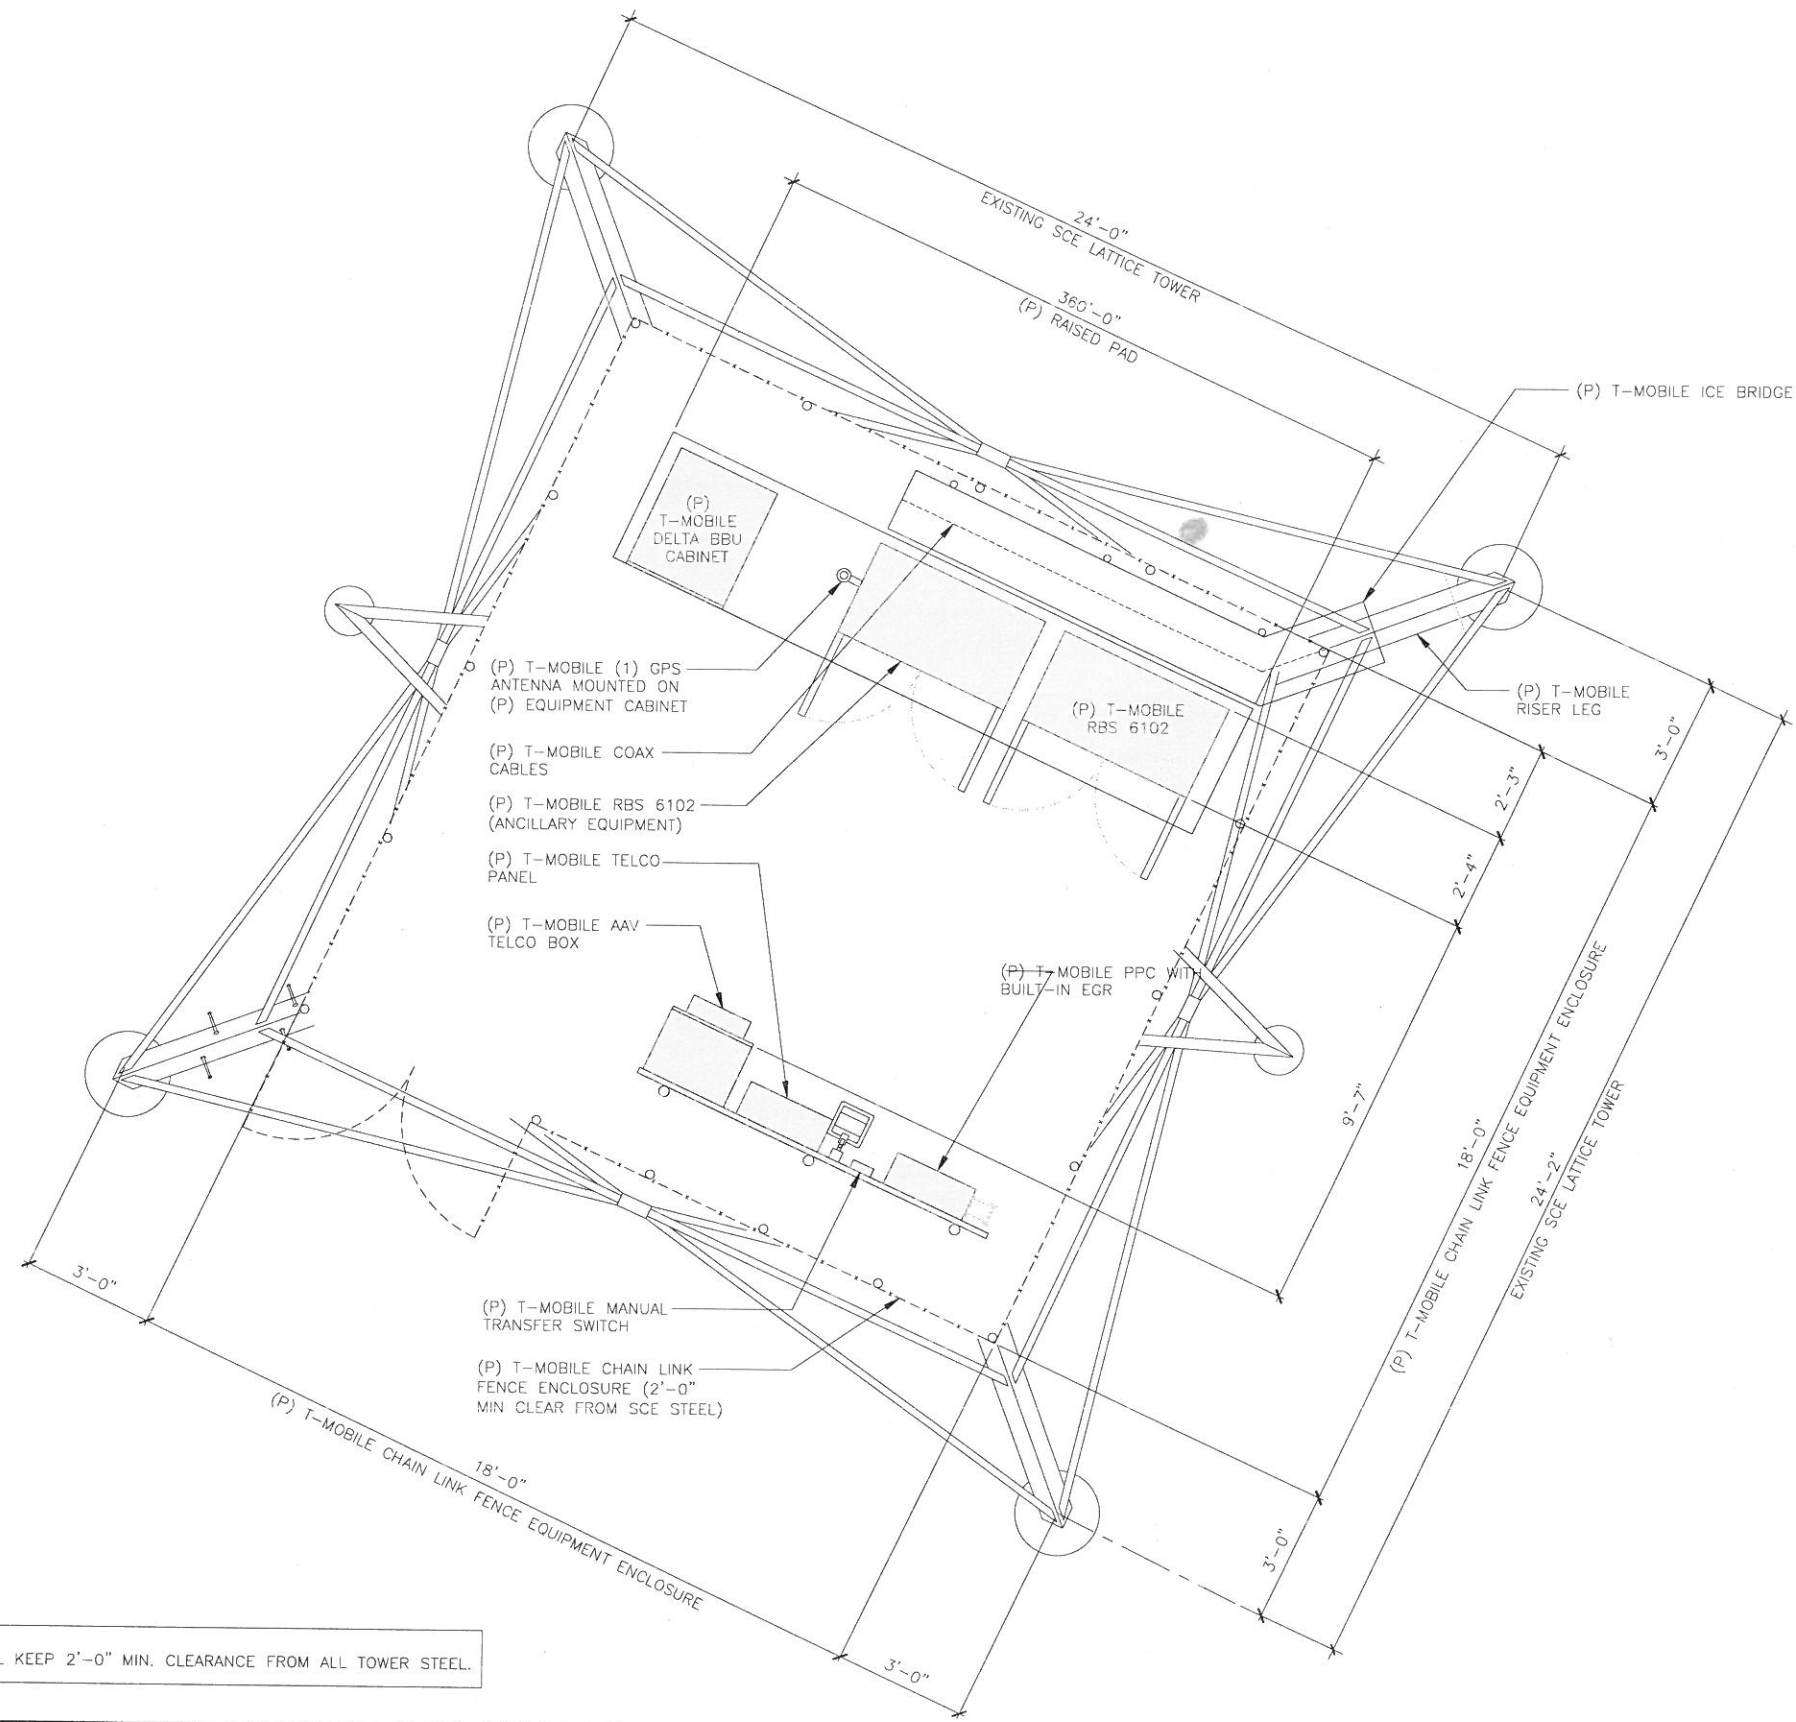 24'-0"
EXISTING SCE LATTICE TOWER
360'-0"
(P) RAISED PAD
(P) T-MOBILE ICE BRIDGE
(P)
T-MOBILE
DELTA BBU
CABINET
(P) T-MOBILE (1) GPS
ANTENNA MOUNTED ON
(P) EQUIPMENT CABINET
(P) T-MOBILE
RBS 6102
(P) T-MOBILE
RISER LEG
(P) T-MOBILE COAX
CABLES
(P) T-MOBILE RBS 6102
(ANCILLARY EQUIPMENT)
(P) T-MOBILE TELCO
PANEL
(P) T-MOBILE AAV
TELCO BOX
(P) T-MOBILE PPC WITH
BUILT-IN EGR
3'-0"
2'-3"
2'-4"
9'-7"
18'-0"
(P) T-MOBILE CHAIN LINK FENCE EQUIPMENT ENCLOSURE
24'-2"
EXISTING SCE LATTICE TOWER
3'-0"
(P) T-MOBILE MANUAL
TRANSFER SWITCH
(P) T-MOBILE CHAIN LINK
FENCE ENCLOSURE (2'-0"
MIN CLEAR FROM SCE STEEL)
3'-0"
18'-0"
(P) T-MOBILE CHAIN LINK FENCE EQUIPMENT ENCLOSURE
3'-0"
KEEP 2'-0" MIN. CLEARANCE FROM ALL TOWER STEEL.